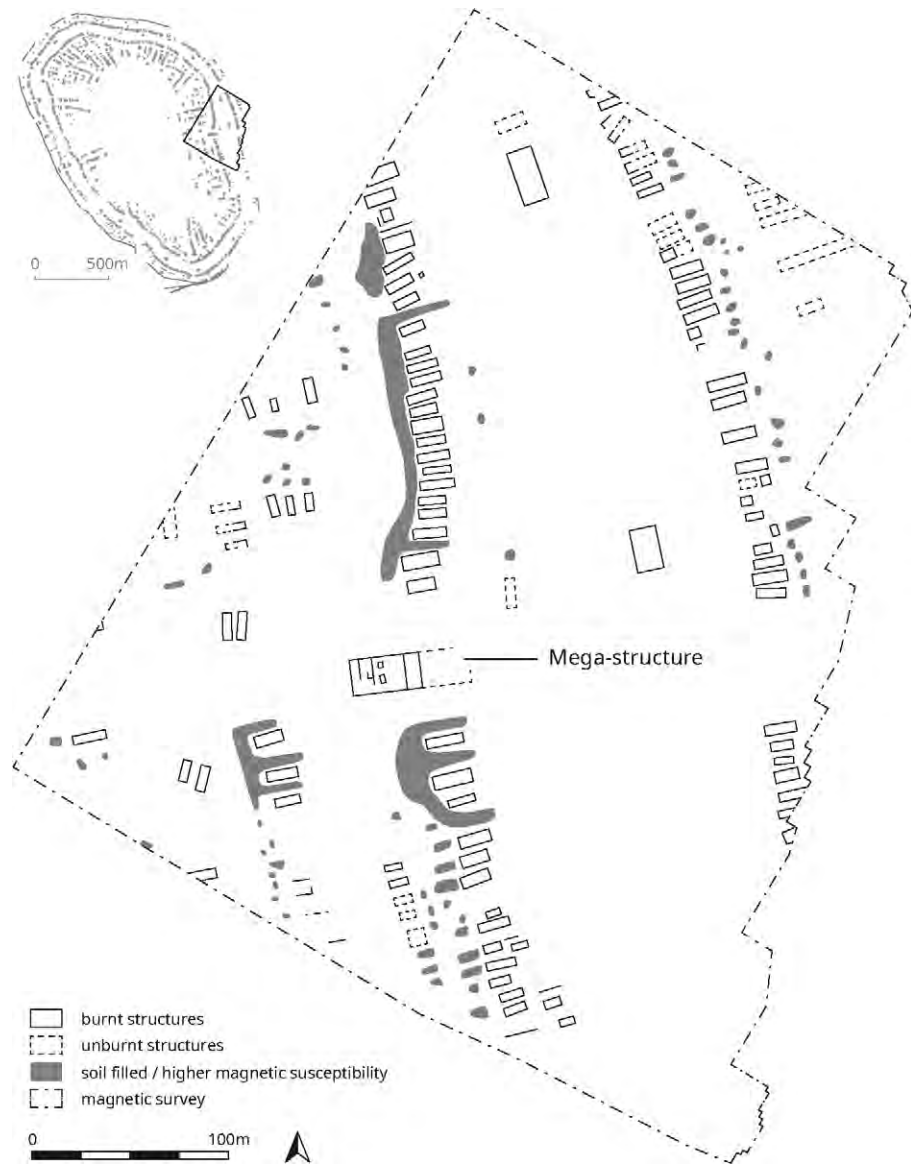 0 500m
Mega-structure
burnt structures
unburnt structures
soil filled / higher magnetic susceptibility
magnetic survey
0 100m